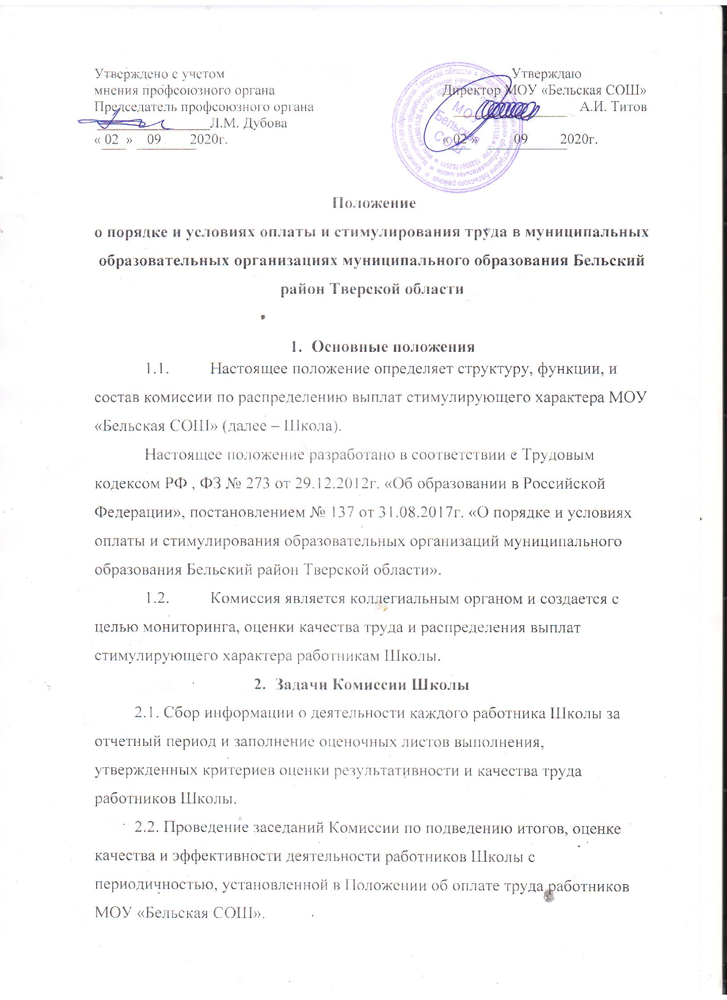 Утверждено с учетом
мнения профсоюзного органа
Председатель профсоюзного органа
Л.М. Дубова
« 02 » 09 2020г.
Утверждаю
Директор МОУ «Бельская СОШ»
А.И. Титов
« 02 » 09 2020г.
МОУ
"Бельская
СОШ"
Положение
о порядке и условиях оплаты и стимулирования труда в муниципальных
образовательных организациях муниципального образования Бельский
район Тверской области
1. Основные положения
1.1. Настоящее положение определяет структуру, функции, и
состав комиссии по распределению выплат стимулирующего характера МОУ
«Бельская СОШ» (далее – Школа).
Настоящее положение разработано в соответствии с Трудовым
кодексом РФ , ФЗ № 273 от 29.12.2012г. «Об образовании в Российской
Федерации», постановлением № 137 от 31.08.2017г. «О порядке и условиях
оплаты и стимулирования образовательных организаций муниципального
образования Бельский район Тверской области».
1.2. Комиссия является коллегиальным органом и создается с
целью мониторинга, оценки качества труда и распределения выплат
стимулирующего характера работникам Школы.
2. Задачи Комиссии Школы
2.1. Сбор информации о деятельности каждого работника Школы за
отчетный период и заполнение оценочных листов выполнения,
утвержденных критериев оценки результативности и качества труда
работников Школы.
2.2. Проведение заседаний Комиссии по подведению итогов, оценке
качества и эффективности деятельности работников Школы с
периодичностью, установленной в Положении об оплате труда работников
МОУ «Бельская СОШ».